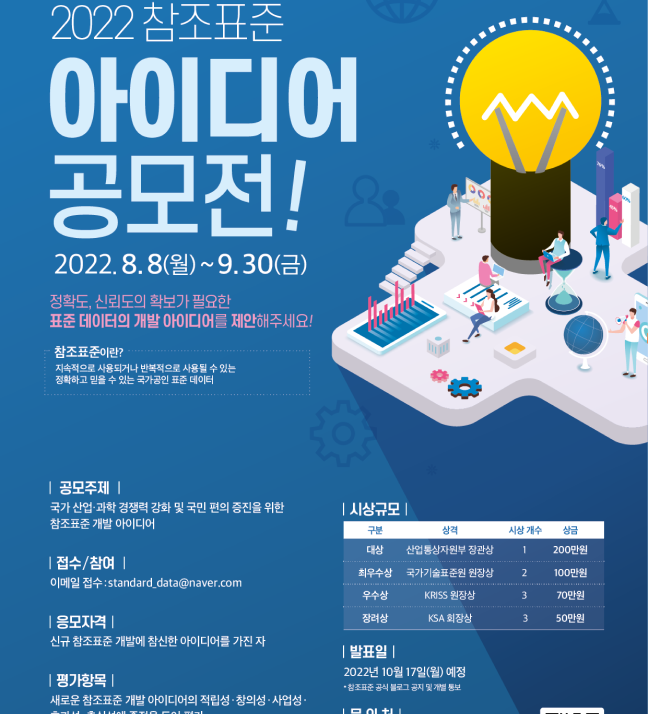 2022 참조표준
아이디어
공모전!
2022. 8. 8(월) ~ 9. 30(금)
정확도, 신뢰도의 확보가 필요한
표준 데이터의 개발 아이디어를 제안해주세요!
참조표준이란?
지속적으로 사용되거나 반복적으로 사용될 수 있는
정확하고 믿을 수 있는 국가공인 표준 데이터
| 공모주제 |
국가 산업·과학 경쟁력 강화 및 국민 편의 증진을 위한
참조표준 개발 아이디어
| 접수/참여 |
이메일 접수 : standard_data@naver.com
| 응모자격 |
신규 참조표준 개발에 참신한 아이디어를 가진 자
| 평가항목 |
새로운 참조표준 개발 아이디어의 적립성·창의성·사업성·
| 시상규모 |
구분 상격 시상 개수 상금
대상 산업통상자원부 장관상 1 200만원
최우수상 국가기술표준원 원장상 2 100만원
우수상 KRISS 원장상 3 70만원
장려상 KSA 회장상 3 50만원
| 발표일 |
2022년 10월 17일(월) 예정
* 참조표준 공식 블로그 공지 및 개별 통보